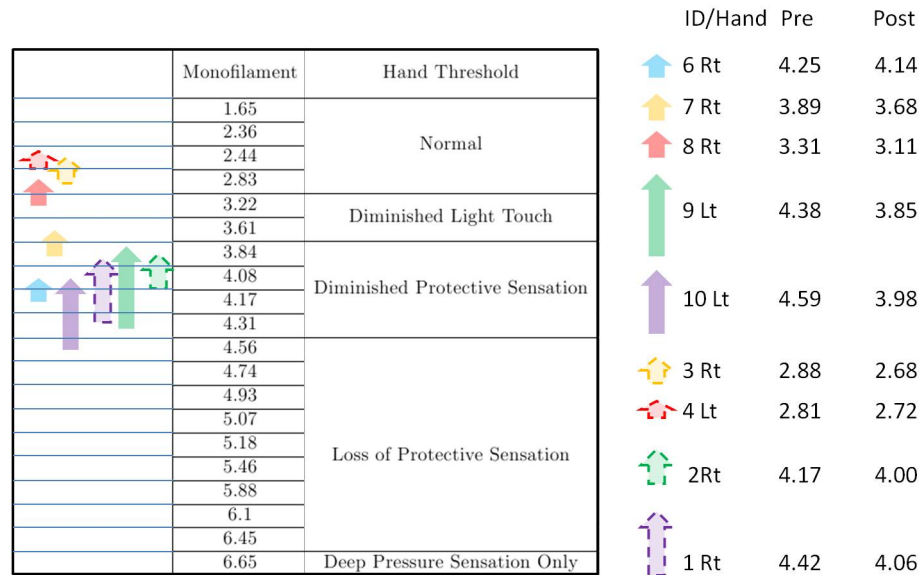 ID/Hand Pre Post
Monofilament Hand Threshold
6 Rt 4.25 4.14
1.65
7 Rt 3.89 3.68
2.36
Normal
8 Rt 3.31 3.11
2.44
2.83
3.22
Diminished Light Touch
9 Lt 4.38 3.85
3.61
3.84
4.08
Diminished Protective Sensation
4.17
10 Lt 4.59 3.98
4.31
4.56
4.74
3 Rt 2.88 2.68
4.93
4 Lt 2.81 2.72
5.07
5.18
Loss of Protective Sensation
5.46
2Rt 4.17 4.00
5.88
6.1
6.45
6.65 Deep Pressure Sensation Only
1 Rt 4.42 4.06